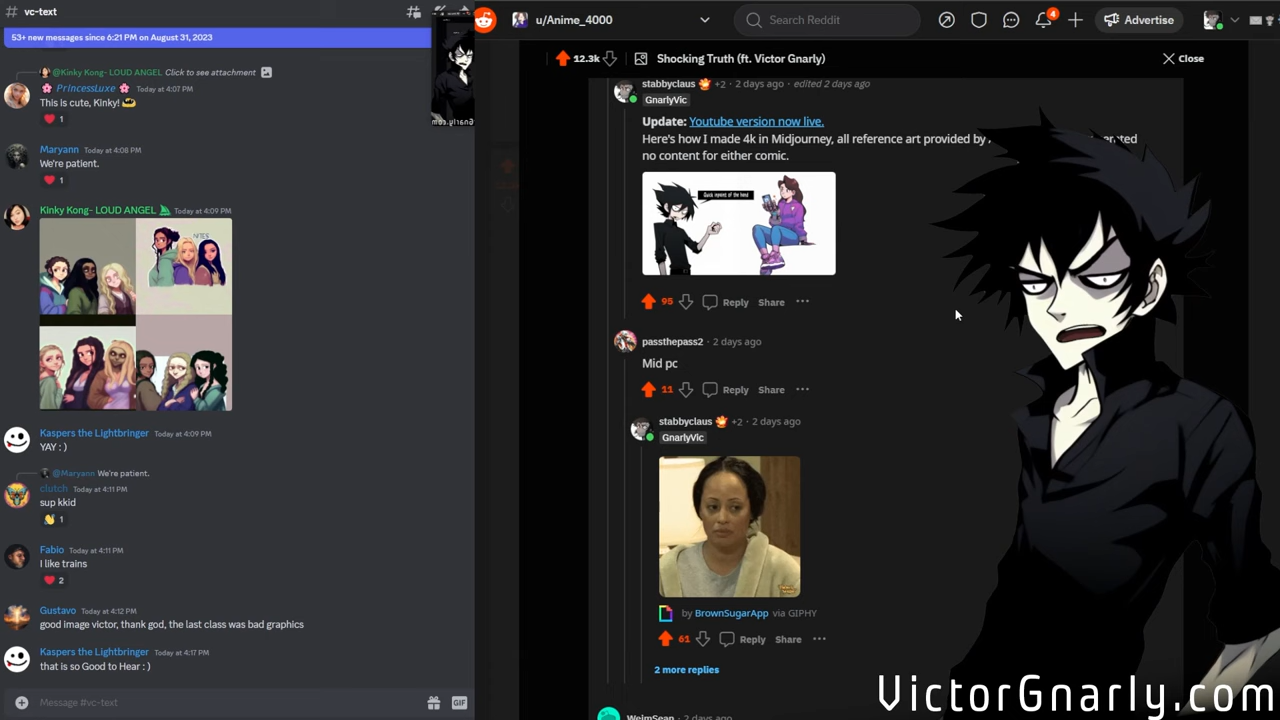 vc-text
53+ new messages since 6:21 PM on August 31, 2023
@Kinky Kong- LOUD ANGEL Click to see attachment
PrIncessLuxe Today at 4:07 PM
This is cute, Kinky!
1
Maryann Today at 4:08 PM
We're patient.
1
Kinky Kong- LOUD ANGEL Today at 4:09 PM
Kaspers the Lightbringer Today at 4:09 PM
YAY : )
@Maryann We're patient.
clutch Today at 4:11 PM
sup kkid
1
Fabio Today at 4:11 PM
I like trains
2
Gustavo Today at 4:12 PM
good image victor, thank god, the last class was bad graphics
Kaspers the Lightbringer Today at 4:17 PM
that is so Good to Hear : )
Message #vc-text
GIF
u/Anime_4000
Search Reddit
4
Advertise
12.3k
Shocking Truth (ft. Victor Gnarly)
Close
stabbyclaus +2 · 2 days ago · edited 2 days ago
GnarlyVic
Update: Youtube version now live.
Here's how I made 4k in Midjourney, all reference art provided by
no content for either comic.
95 Reply Share
passthepass2 · 2 days ago
Mid pc
11 Reply Share
stabbyclaus +2 · 2 days ago
GnarlyVic
by BrownSugarApp via GIPHY
61 Reply Share
2 more replies
WeimSean · 2 days ago
VictorGnarly.com